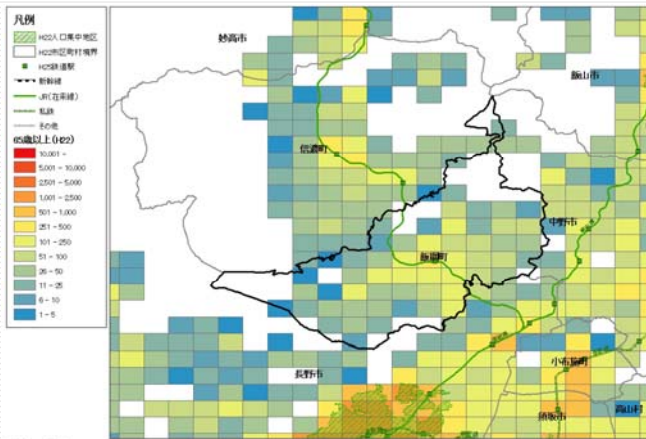 凡例
H22人口集中地区
H22市区町村境界
H25鉄道駅
新幹線
JR(在来線)
私鉄
その他
65歳以上(H22)
10,001 -
5,001 - 10,000
2,501 - 5,000
1,001 - 2,500
501 - 1,000
251 - 500
101 - 250
51 - 100
26 - 50
11 - 25
6 - 10
1 - 5
妙高市
飯山市
信濃町
中野市
飯綱町
長野市
小布施町
須坂市
高山村